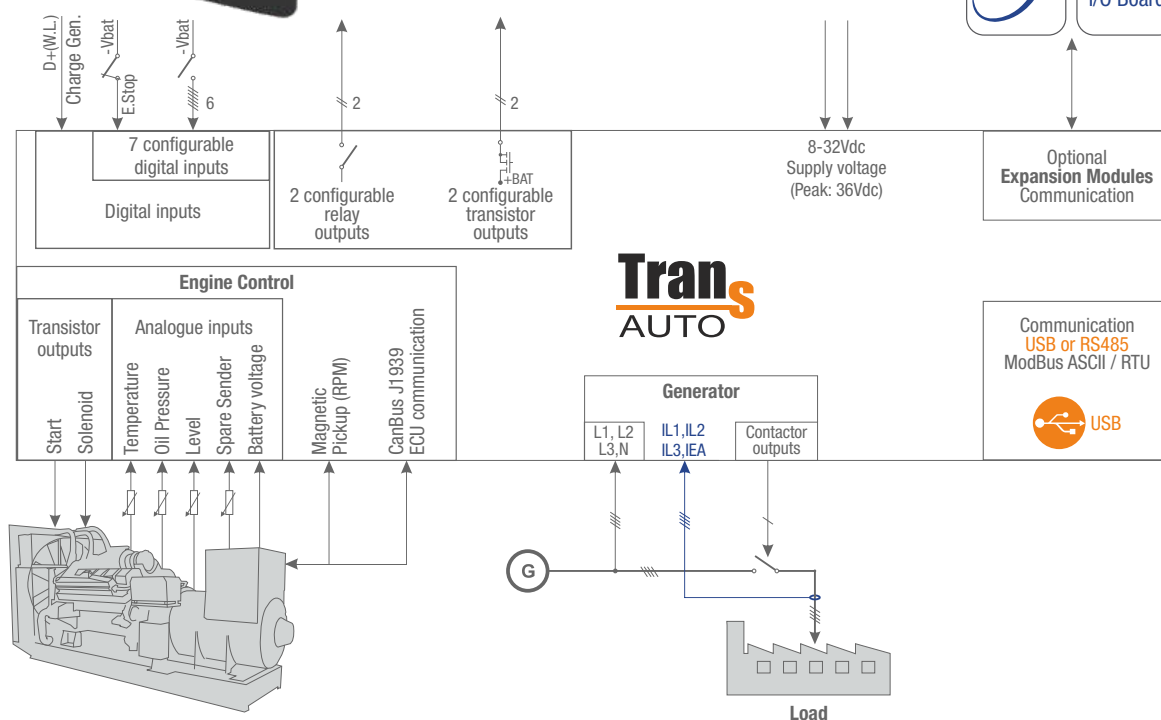 I/O Board
D+(W.L.)
Charge Gen.
-Vbat
E.Stop
-Vbat
6
2
2
7 configurable
digital inputs
Digital inputs
2 configurable
relay
outputs
+BAT
2 configurable
transistor
outputs
8-32Vdc
Supply voltage
(Peak: 36Vdc)
Optional
Expansion Modules
Communication
Engine Control
Transistor
outputs
Start
Solenoid
Analogue inputs
Temperature
Oil Pressure
Level
Spare Sender
Battery voltage
Magnetic
Pickup (RPM)
CanBus J1939
ECU communication
Trans
AUTO
Generator
L1, L2
L3,N
IL1,IL2
IL3,IEA
Contactor
outputs
Communication
USB or RS485
ModBus ASCII / RTU
USB
G
Load